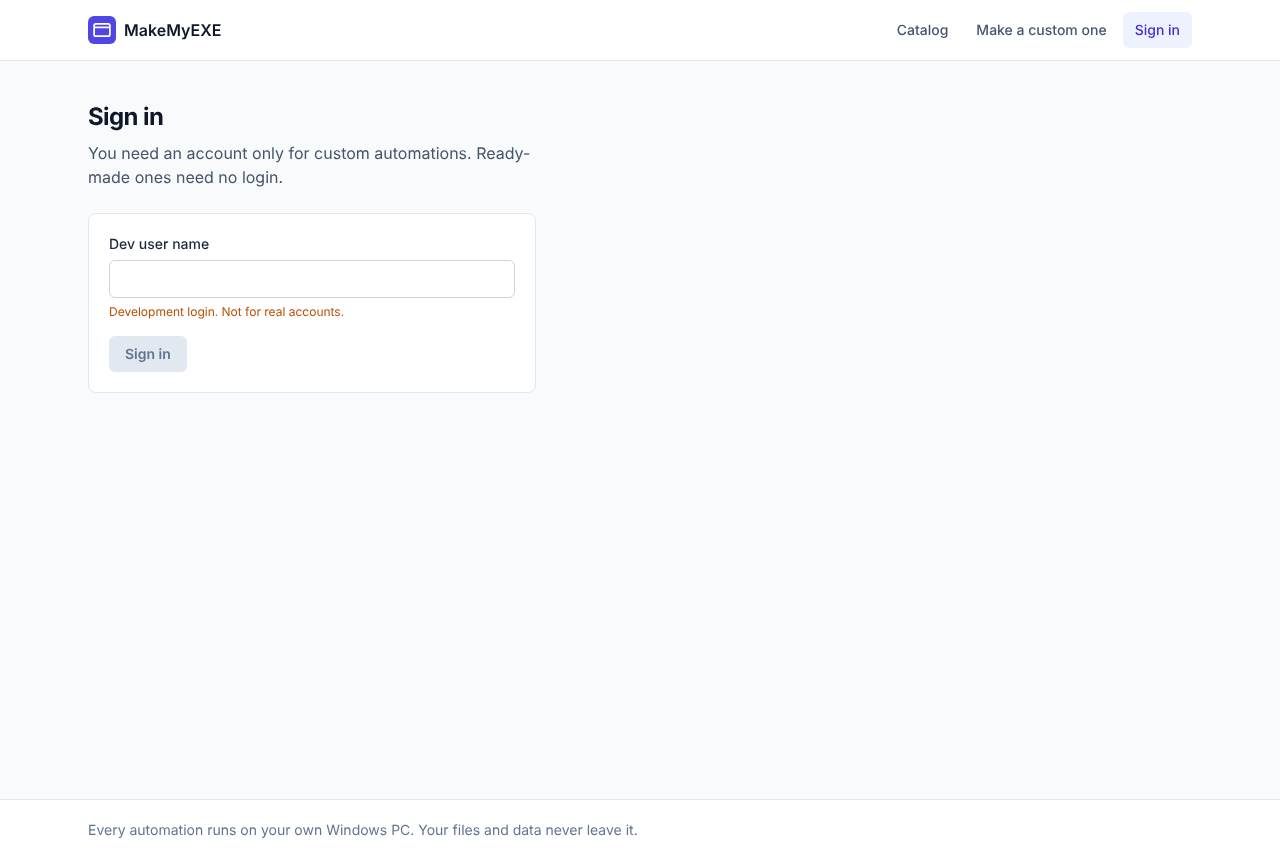 MakeMyEXE
Catalog
Make a custom one
Sign in
Sign in
You need an account only for custom automations. Ready-
made ones need no login.
Dev user name
Development login. Not for real accounts.
Sign in
Every automation runs on your own Windows PC. Your files and data never leave it.